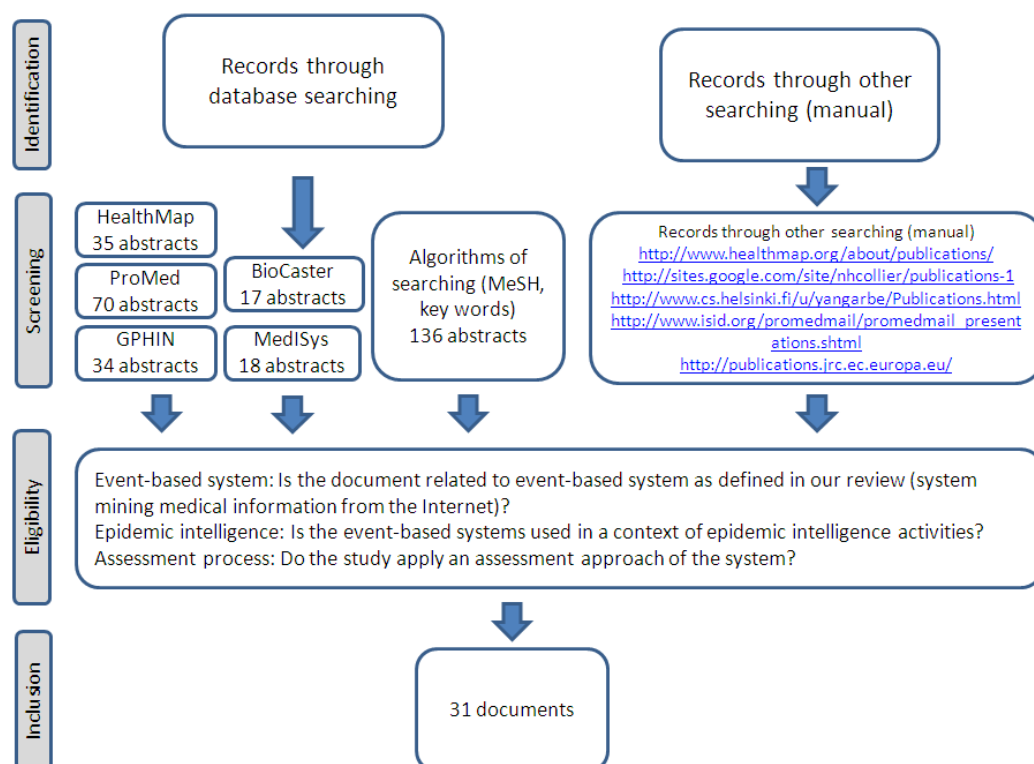 Identification
Records through
database searching
Records through other
searching (manual)
Screening
HealthMap
35 abstracts
ProMed
70 abstracts
GPHIN
34 abstracts
BioCaster
17 abstracts
MedISys
18 abstracts
Algorithms of
searching (MeSH,
key words)
136 abstracts
Records through other searching (manual)
http://www.healthmap.org/about/publications/
http://sites.google.com/site/nhcollier/publications-1
http://www.cs.helsinki.fi/u/yangarbe/Publications.html
http://www.isid.org/promedmail/promedmail_present
ations.shtml
http://publications.jrc.ec.europa.eu/
Eligibility
Event-based system: Is the document related to event-based system as defined in our review (system
mining medical information from the Internet)?
Epidemic intelligence: Is the event-based systems used in a context of epidemic intelligence activities?
Assessment process: Do the study apply an assessment approach of the system?
Inclusion
31 documents